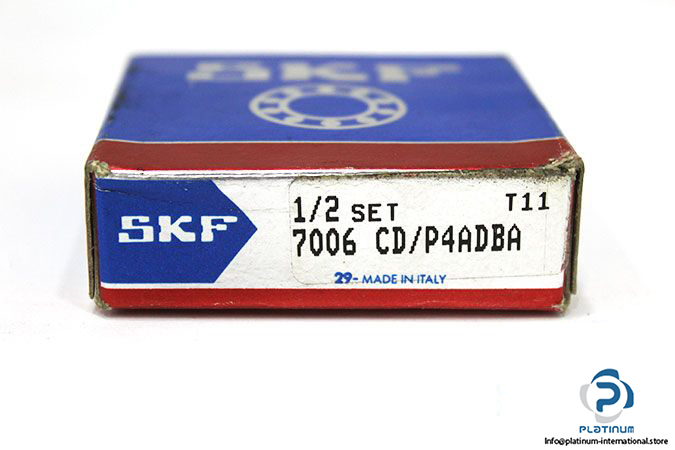 SKF
SKF
1/2 SET
T11
7006 CD/P4ADBA
29- MADE IN ITALY
PLATINUM
Info@platinum-international.store